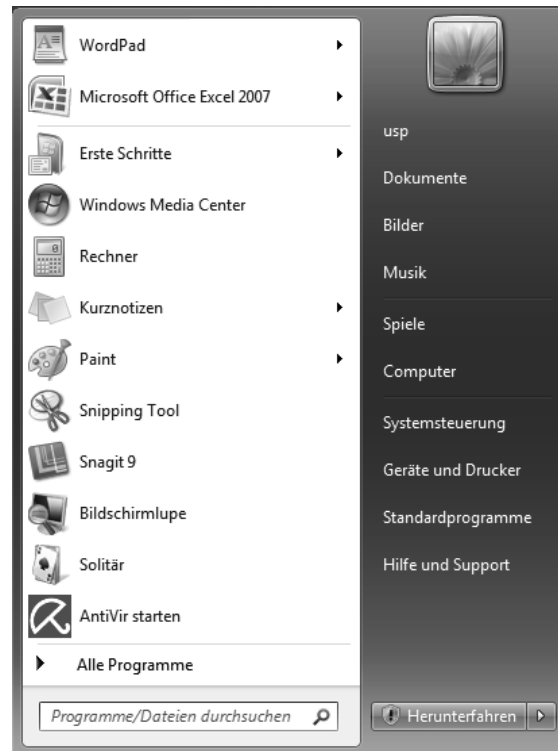 WordPad
Microsoft Office Excel 2007
Erste Schritte
Windows Media Center
Rechner
Kurznotizen
Paint
Snipping Tool
Snagit 9
Bildschirmlupe
Solitär
AntiVir starten
Alle Programme
Programme/Dateien durchsuchen
usp
Dokumente
Bilder
Musik
Spiele
Computer
Systemsteuerung
Geräte und Drucker
Standardprogramme
Hilfe und Support
Herunterfahren